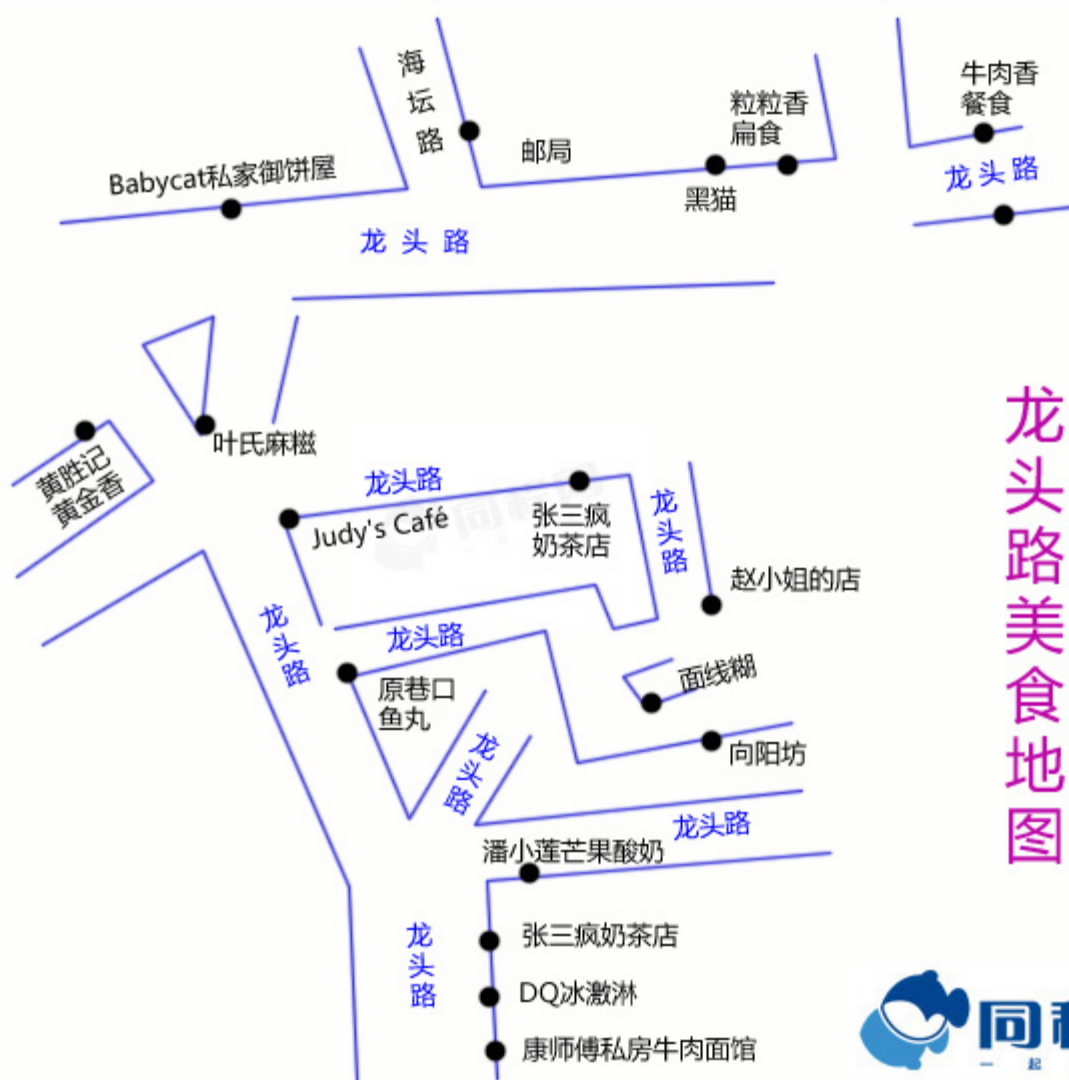 海坛路
邮局
粒粒香
扁食
黑猫
牛肉香
餐食
龙头路
Babycat私家御饼屋
龙头路
叶氏麻糍
黄胜记
黄金香
龙头路
Judy's Café
张三疯
奶茶店
龙头路
赵小姐的店
龙头路
龙头路
原巷口
鱼丸
面线糊
向阳坊
龙头路
龙头路
潘小莲芒果酸奶
龙头路
张三疯奶茶店
DQ冰激淋
康师傅私房牛肉面馆
龙头路美食地图
同程
一起